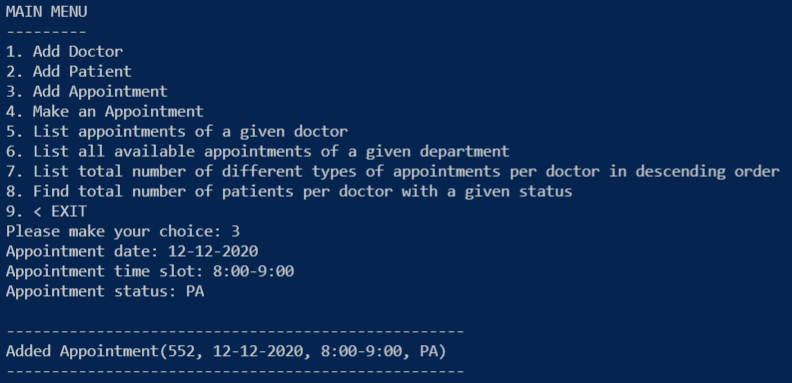 MAIN MENU
---------
1. Add Doctor
2. Add Patient
3. Add Appointment
4. Make an Appointment
5. List appointments of a given doctor
6. List all available appointments of a given department
7. List total number of different types of appointments per doctor in descending order
8. Find total number of patients per doctor with a given status
9. < EXIT
Please make your choice: 3
Appointment date: 12-12-2020
Appointment time slot: 8:00-9:00
Appointment status: PA
---------------------------------------------------
Added Appointment(552, 12-12-2020, 8:00-9:00, PA)
---------------------------------------------------